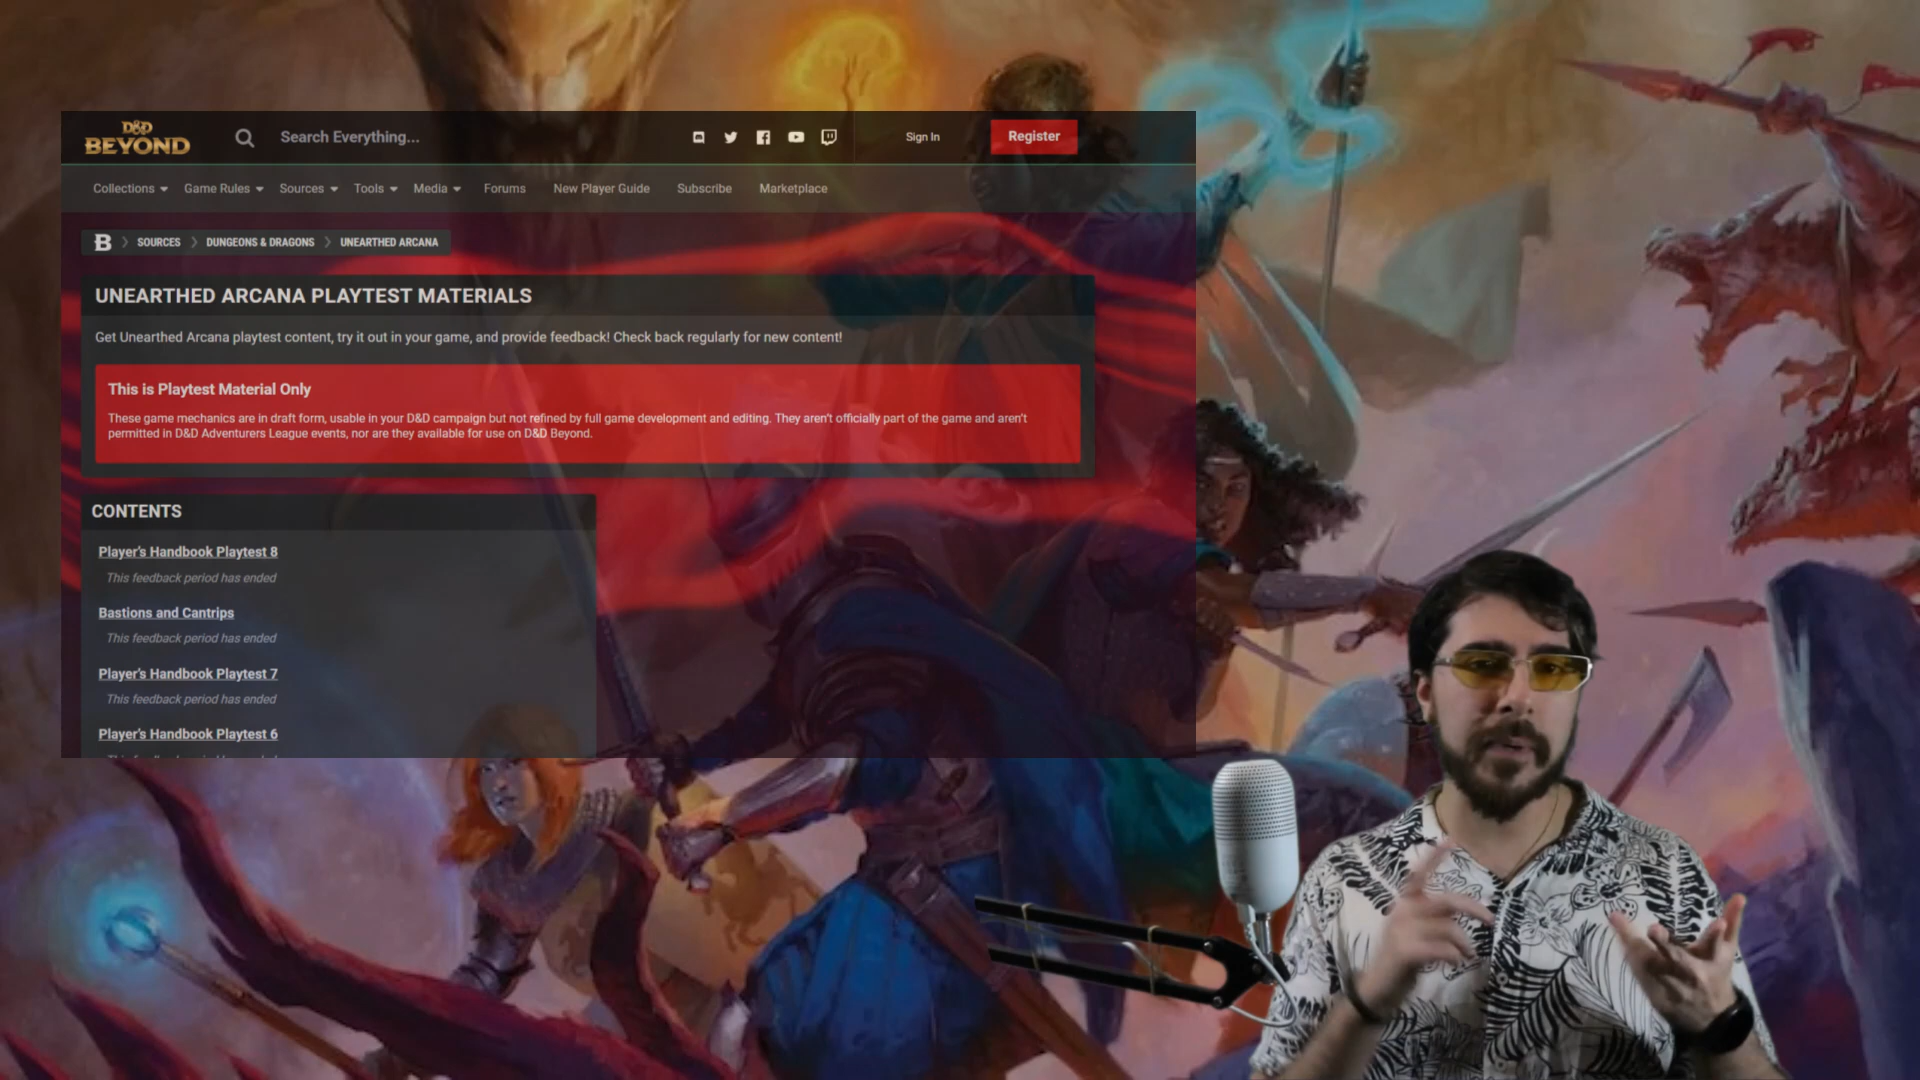 D&D
BEYOND
Search Everything...
Sign In
Register
Collections
Game Rules
Sources
Tools
Media
Forums
New Player Guide
Subscribe
Marketplace
B
SOURCES
DUNGEONS & DRAGONS
UNEARTHED ARCANA
UNEARTHED ARCANA PLAYTEST MATERIALS
Get Unearthed Arcana playtest content, try it out in your game, and provide feedback! Check back regularly for new content!
This is Playtest Material Only
These game mechanics are in draft form, usable in your D&D campaign but not refined by full game development and editing. They aren't officially part of the game and aren't
permitted in D&D Adventurers League events, nor are they available for use on D&D Beyond.
CONTENTS
Player's Handbook Playtest 8
This feedback period has ended
Bastions and Cantrips
This feedback period has ended
Player's Handbook Playtest 7
This feedback period has ended
Player's Handbook Playtest 6